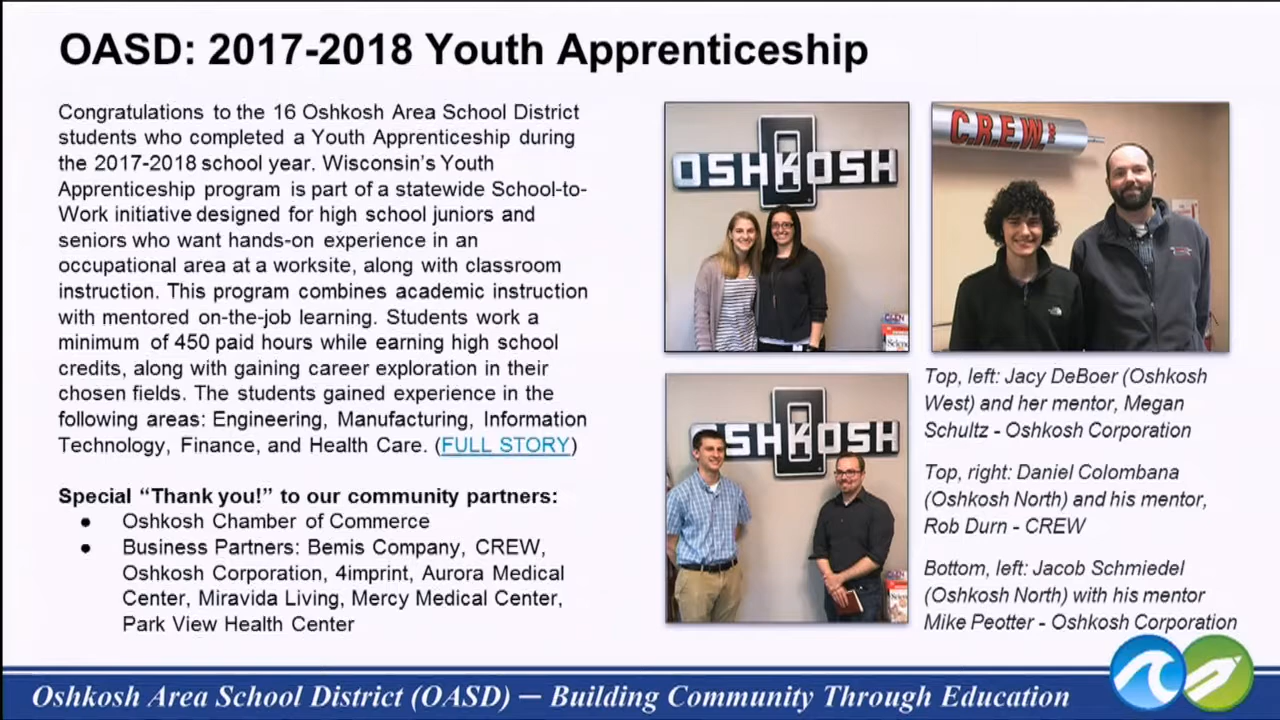 OASD: 2017-2018 Youth Apprenticeship
Congratulations to the 16 Oshkosh Area School District
students who completed a Youth Apprenticeship during
the 2017-2018 school year. Wisconsin's Youth
Apprenticeship program is part of a statewide School-to-
Work initiative designed for high school juniors and
seniors who want hands-on experience in an
occupational area at a worksite, along with classroom
instruction. This program combines academic instruction
with mentored on-the-job learning. Students work a
minimum of 450 paid hours while earning high school
credits, along with gaining career exploration in their
chosen fields. The students gained experience in the
following areas: Engineering, Manufacturing, Information
Technology, Finance, and Health Care. (FULL STORY)
Special “Thank you!” to our community partners:
● Oshkosh Chamber of Commerce
● Business Partners: Bemis Company, CREW,
Oshkosh Corporation, 4imprint, Aurora Medical
Center, Miravida Living, Mercy Medical Center,
Park View Health Center
OSHKOSH
C.R.E.W.
OSHKOSH
Top, left: Jacy DeBoer (Oshkosh
West) and her mentor, Megan
Schultz - Oshkosh Corporation
Top, right: Daniel Colombana
(Oshkosh North) and his mentor,
Rob Durn - CREW
Bottom, left: Jacob Schmiedel
(Oshkosh North) with his mentor
Mike Peotter - Oshkosh Corporation
Oshkosh Area School District (OASD) — Building Community Through Education